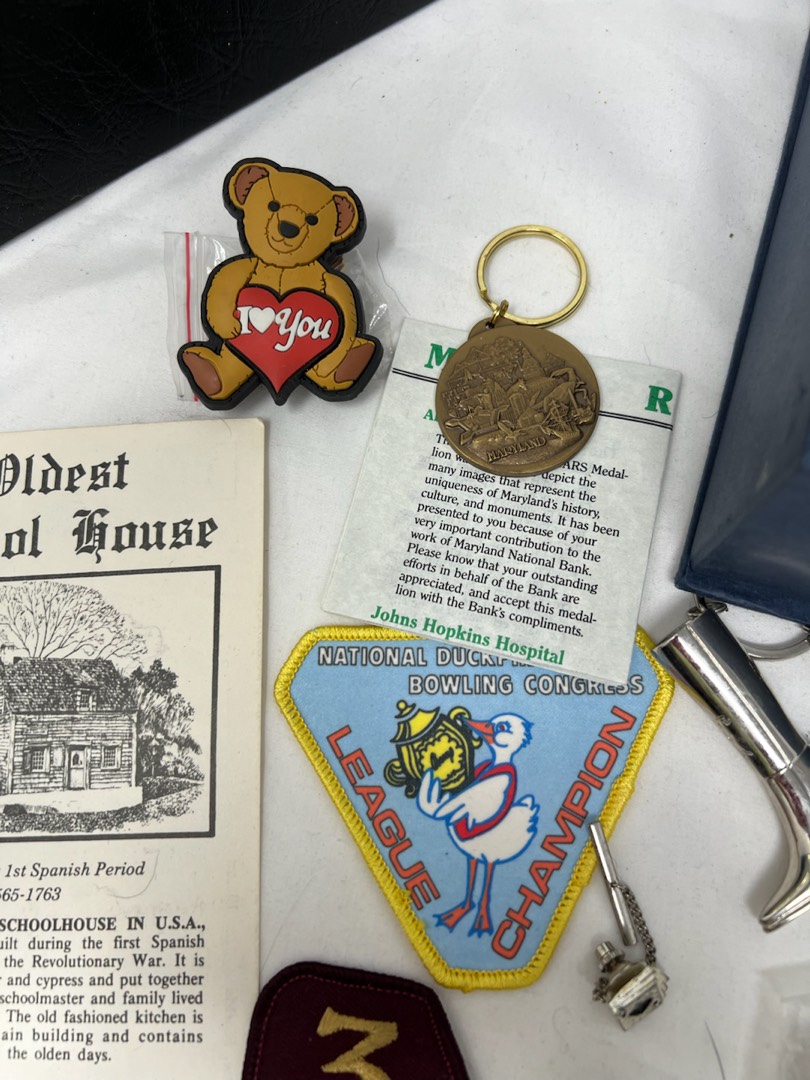 I You
MARYLAND
M R
ARS Medal-
lion w depict the
many images that represent the
uniqueness of Maryland's history,
culture, and monuments. It has been
presented to you because of your
very important contribution to the
work of Maryland National Bank.
Please know that your outstanding
efforts in behalf of the Bank are
appreciated, and accept this medal-
lion with the Bank's compliments.
Johns Hopkins Hospital
Oldest
ol House
1st Spanish Period
565-1763
SCHOOLHOUSE IN U.S.A.,
uilt during the first Spanish
the Revolutionary War. It is
and cypress and put together
schoolmaster and family lived
The old fashioned kitchen is
ain building and contains
the olden days.
NATIONAL DUCKP
BOWLING CONGRESS
LEAGUE
CHAMPION
1
3